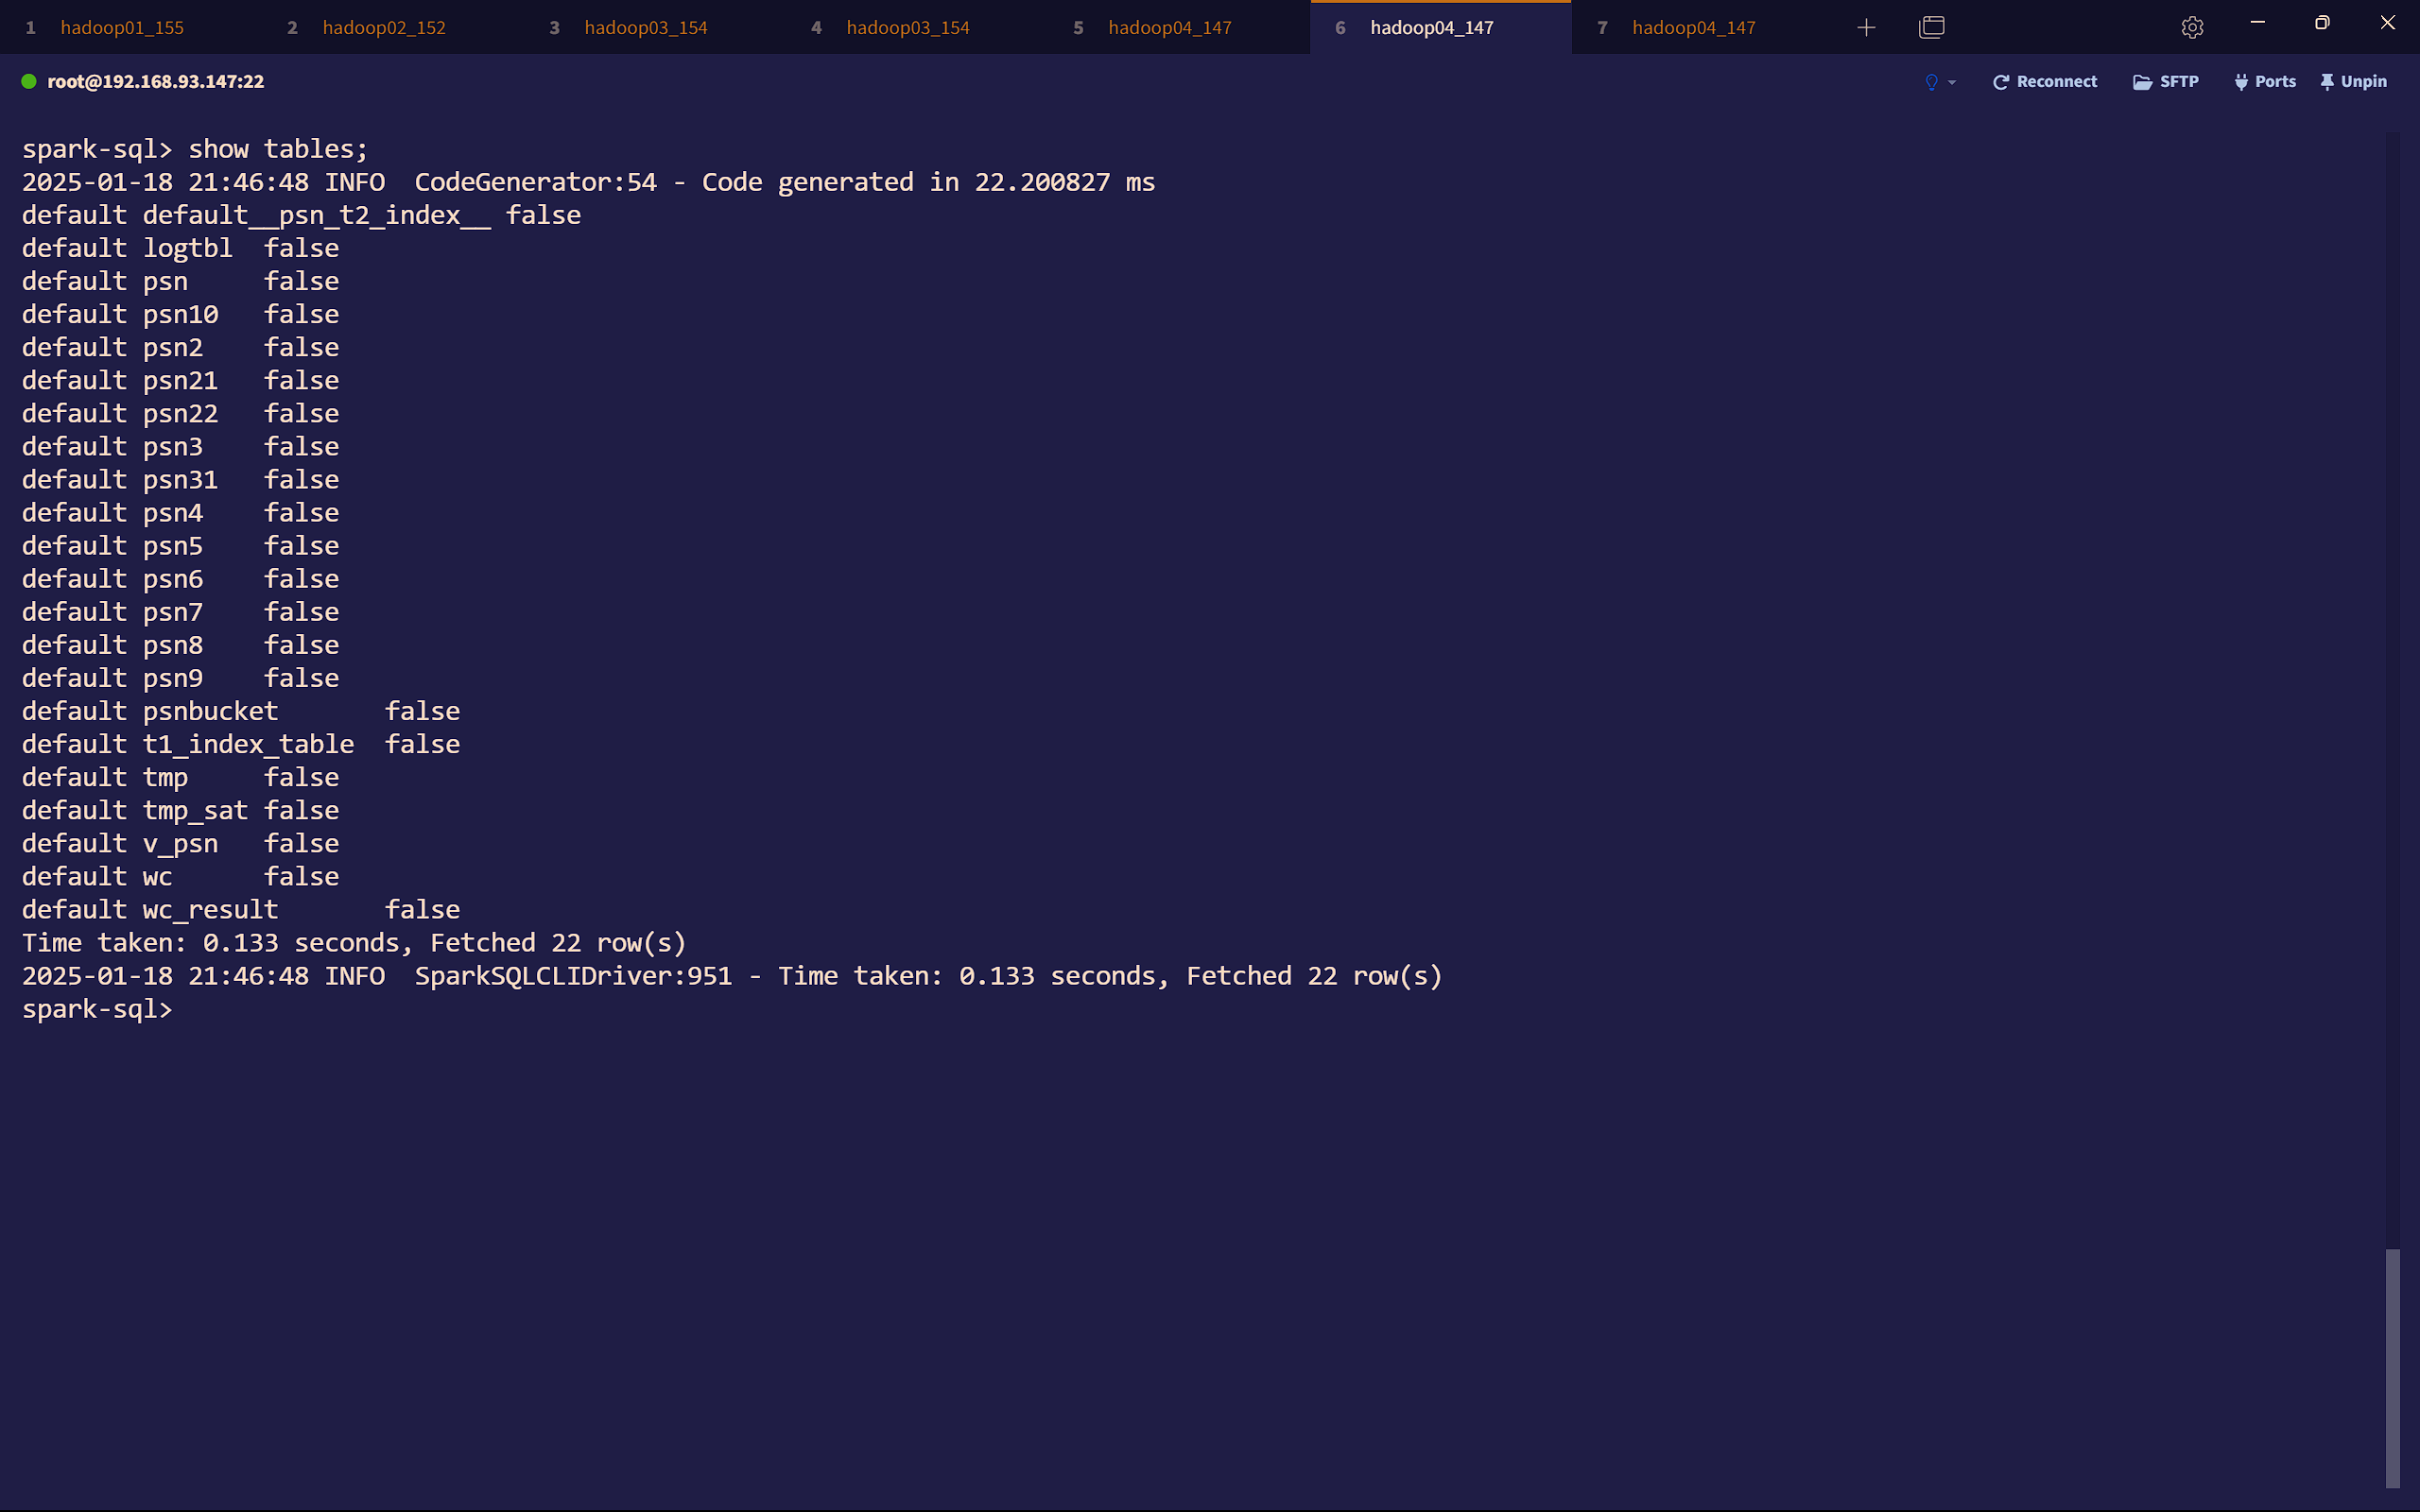 1 hadoop01_155 2 hadoop02_152 3 hadoop03_154 4 hadoop03_154 5 hadoop04_147 6 hadoop04_147 7 hadoop04_147
root@192.168.93.147:22 Reconnect SFTP Ports Unpin
spark-sql> show tables;
2025-01-18 21:46:48 INFO  CodeGenerator:54 - Code generated in 22.200827 ms
default default__psn_t2_index__ false
default logtbl  false
default psn     false
default psn10   false
default psn2    false
default psn21   false
default psn22   false
default psn3    false
default psn31   false
default psn4    false
default psn5    false
default psn6    false
default psn7    false
default psn8    false
default psn9    false
default psnbucket       false
default t1_index_table  false
default tmp     false
default tmp_sat false
default v_psn   false
default wc      false
default wc_result       false
Time taken: 0.133 seconds, Fetched 22 row(s)
2025-01-18 21:46:48 INFO  SparkSQLCLIDriver:951 - Time taken: 0.133 seconds, Fetched 22 row(s)
spark-sql>